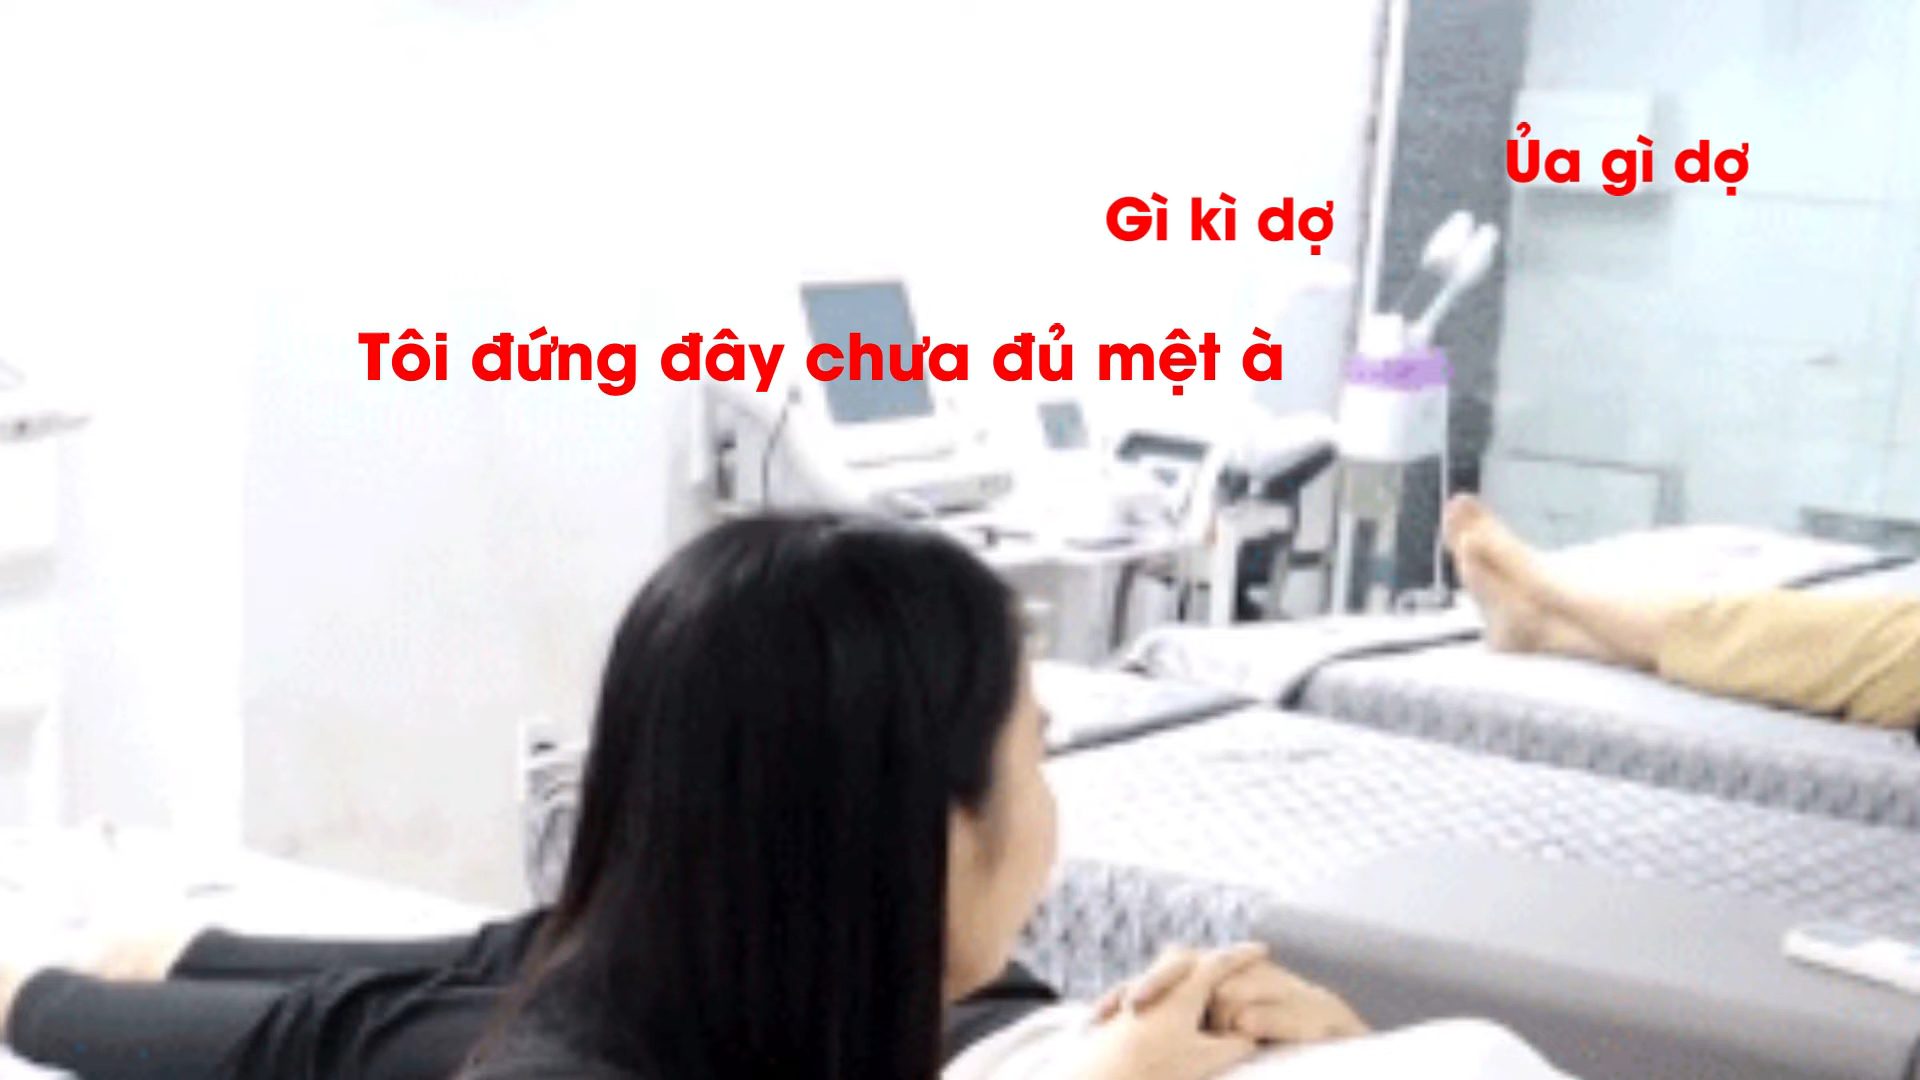 Ủa gì dợ
Gì kì dợ
Tôi đứng đây chưa đủ mệt à